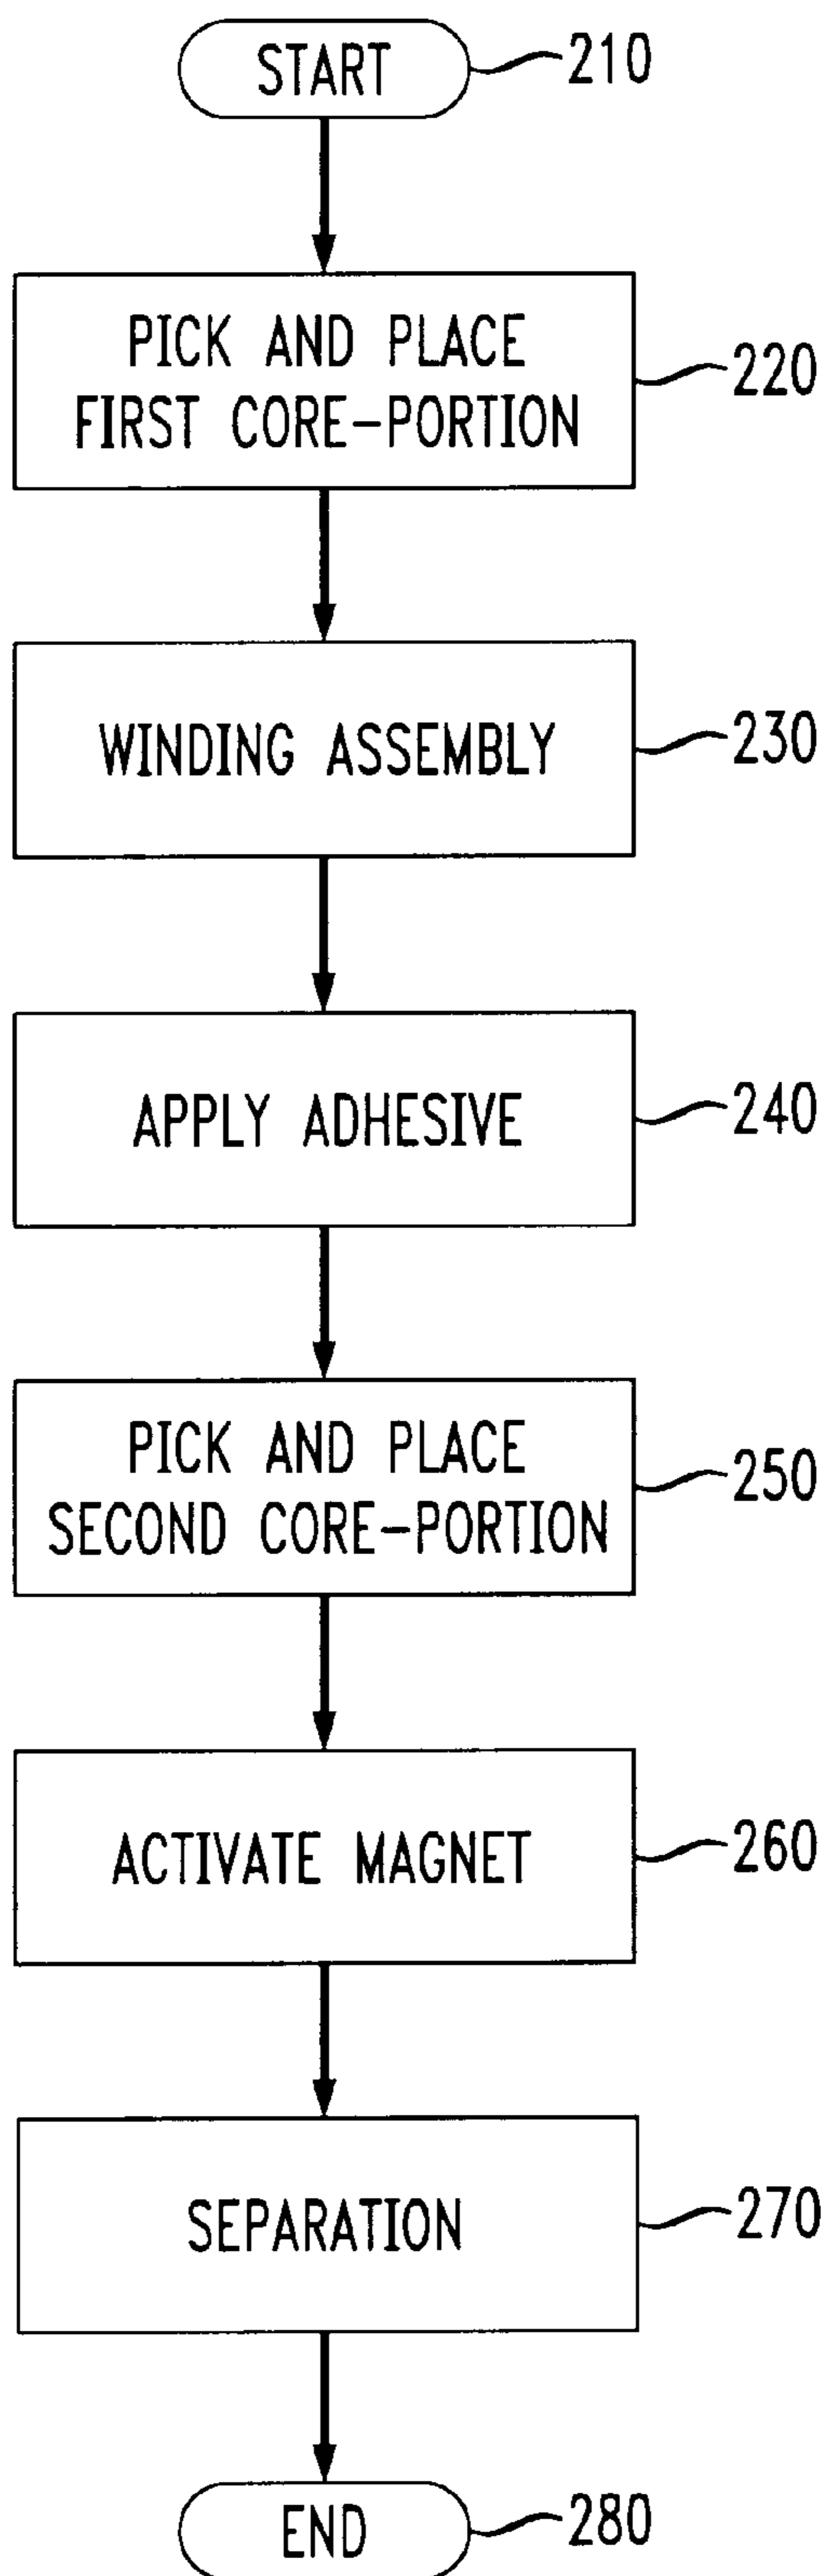 START
210
PICK AND PLACE
FIRST CORE-PORTION
220
WINDING ASSEMBLY
230
APPLY ADHESIVE
240
PICK AND PLACE
SECOND CORE-PORTION
250
ACTIVATE MAGNET
260
SEPARATION
270
END
280